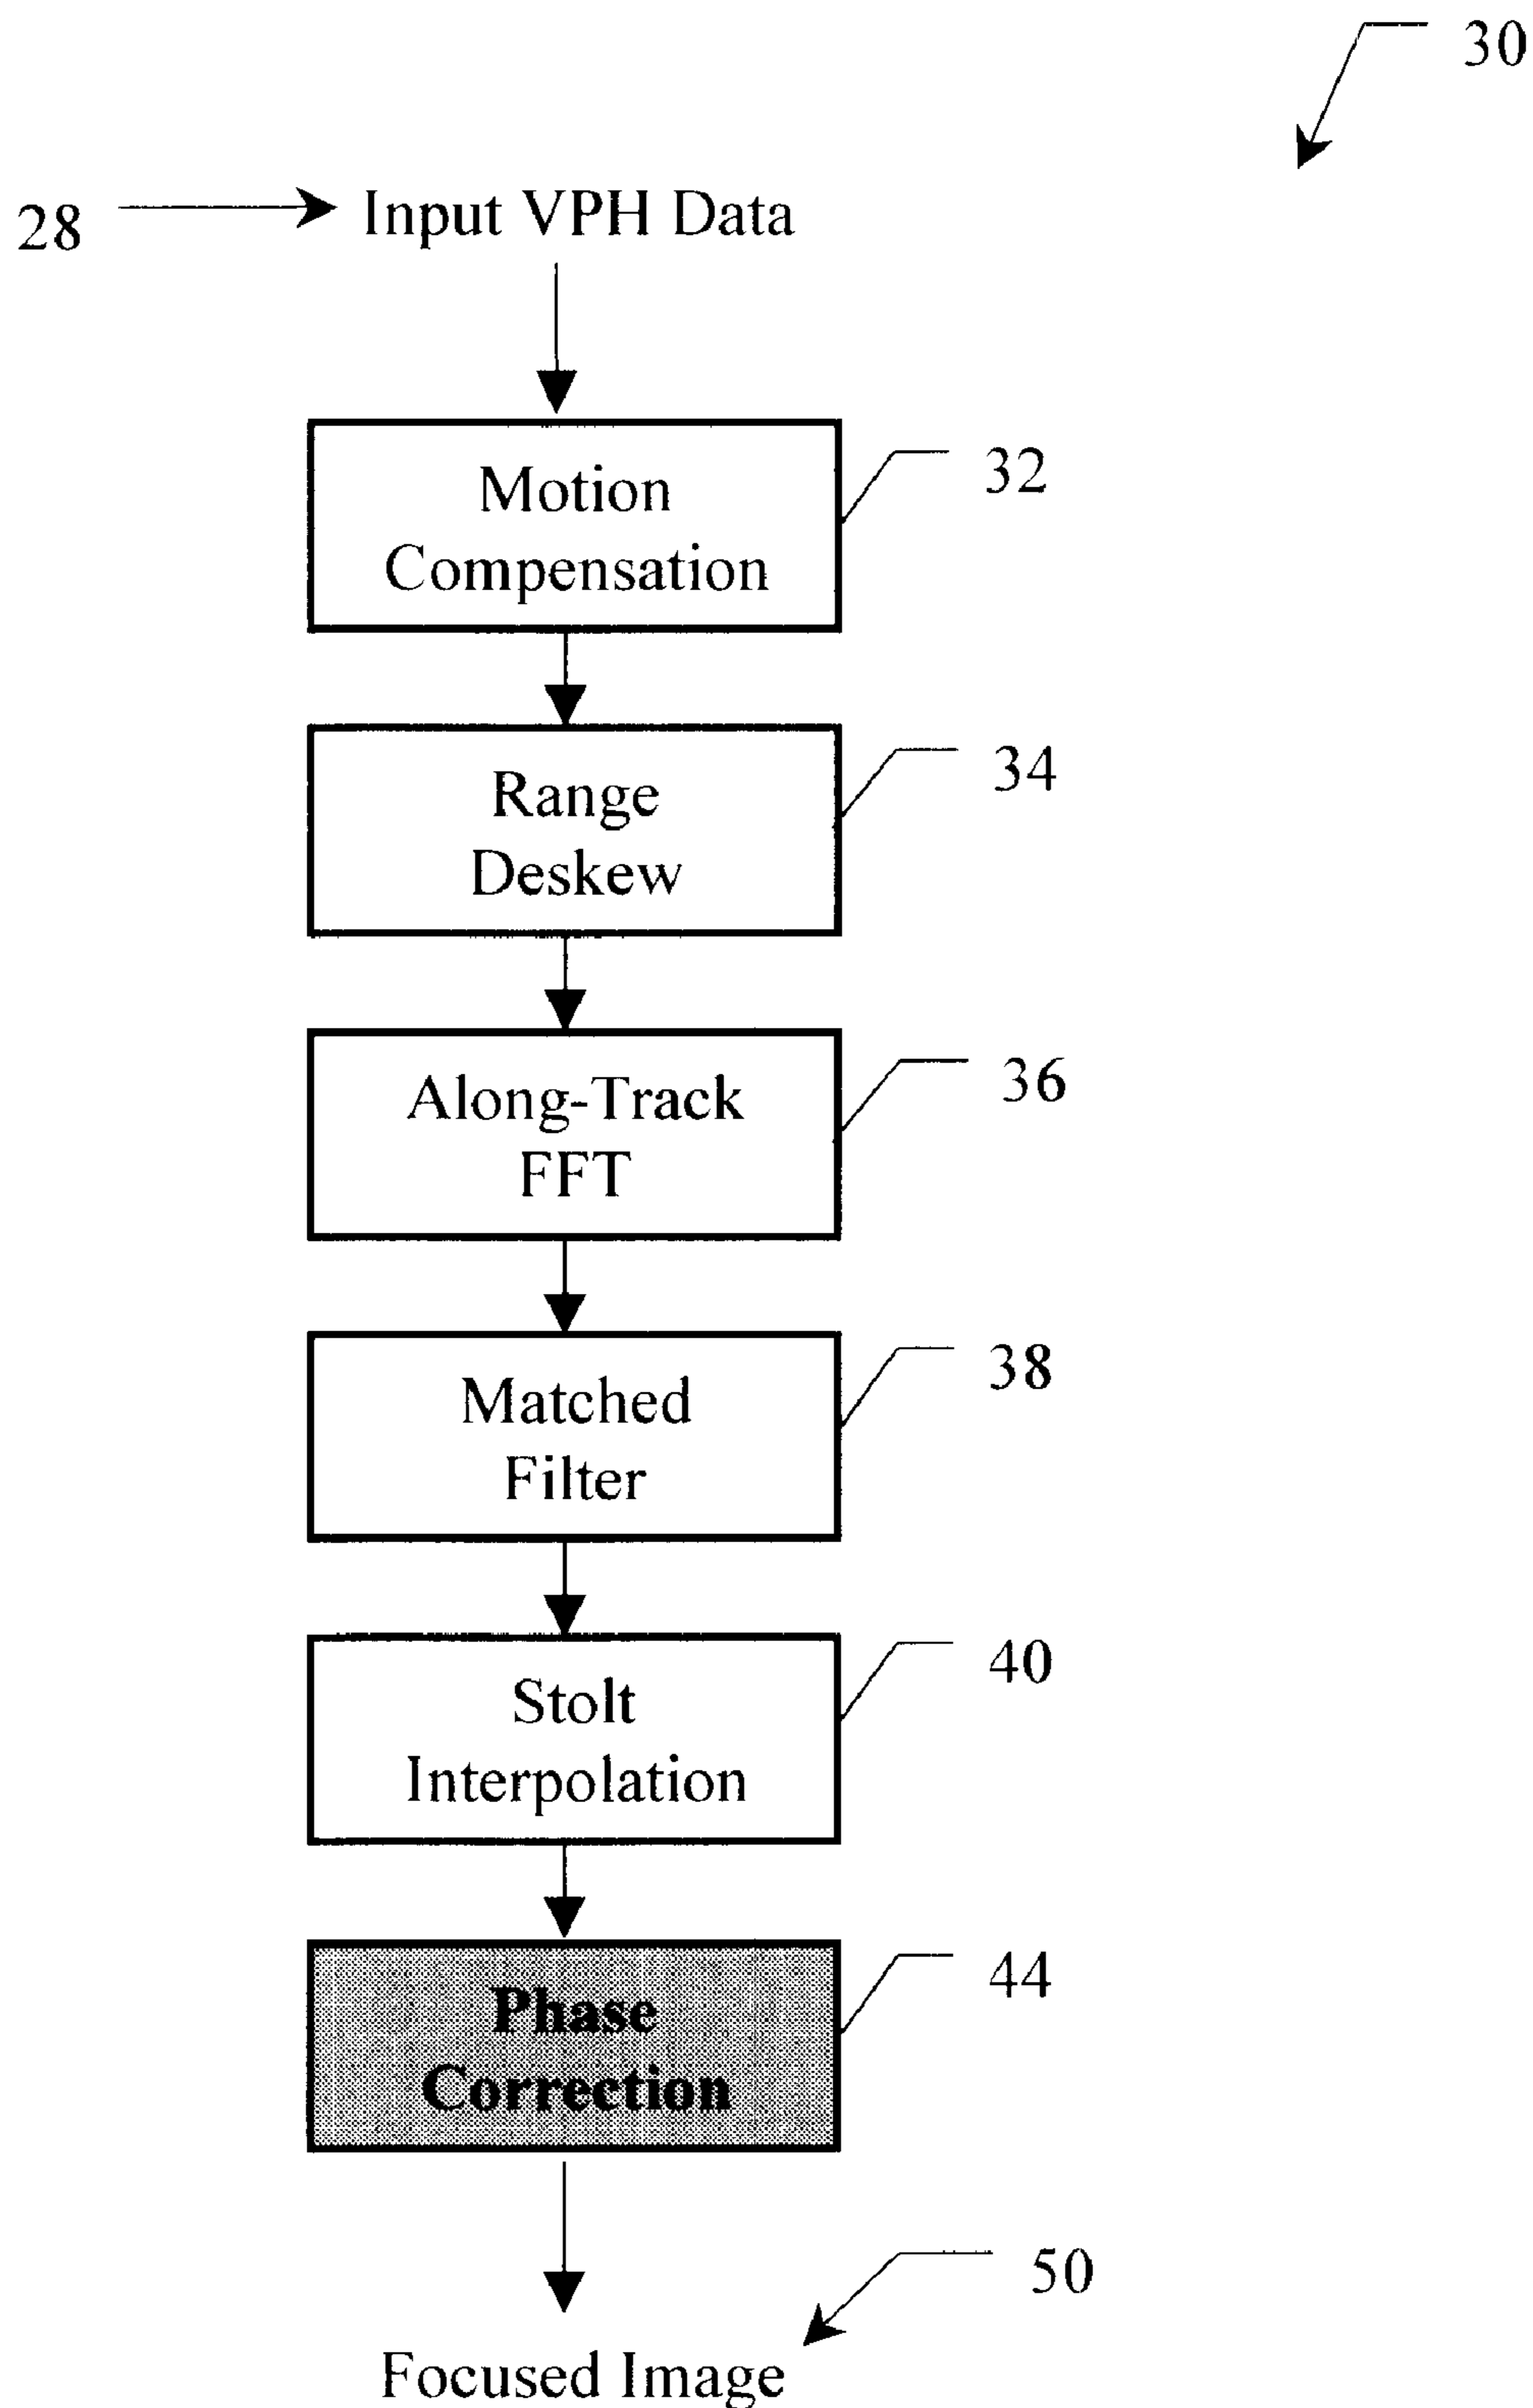 30
28
Input VPH Data
Motion
Compensation
32
Range
Deskew
34
Along-Track
FFT
36
Matched
Filter
38
Stolt
Interpolation
40
Phase
Correction
44
50
Focused Image